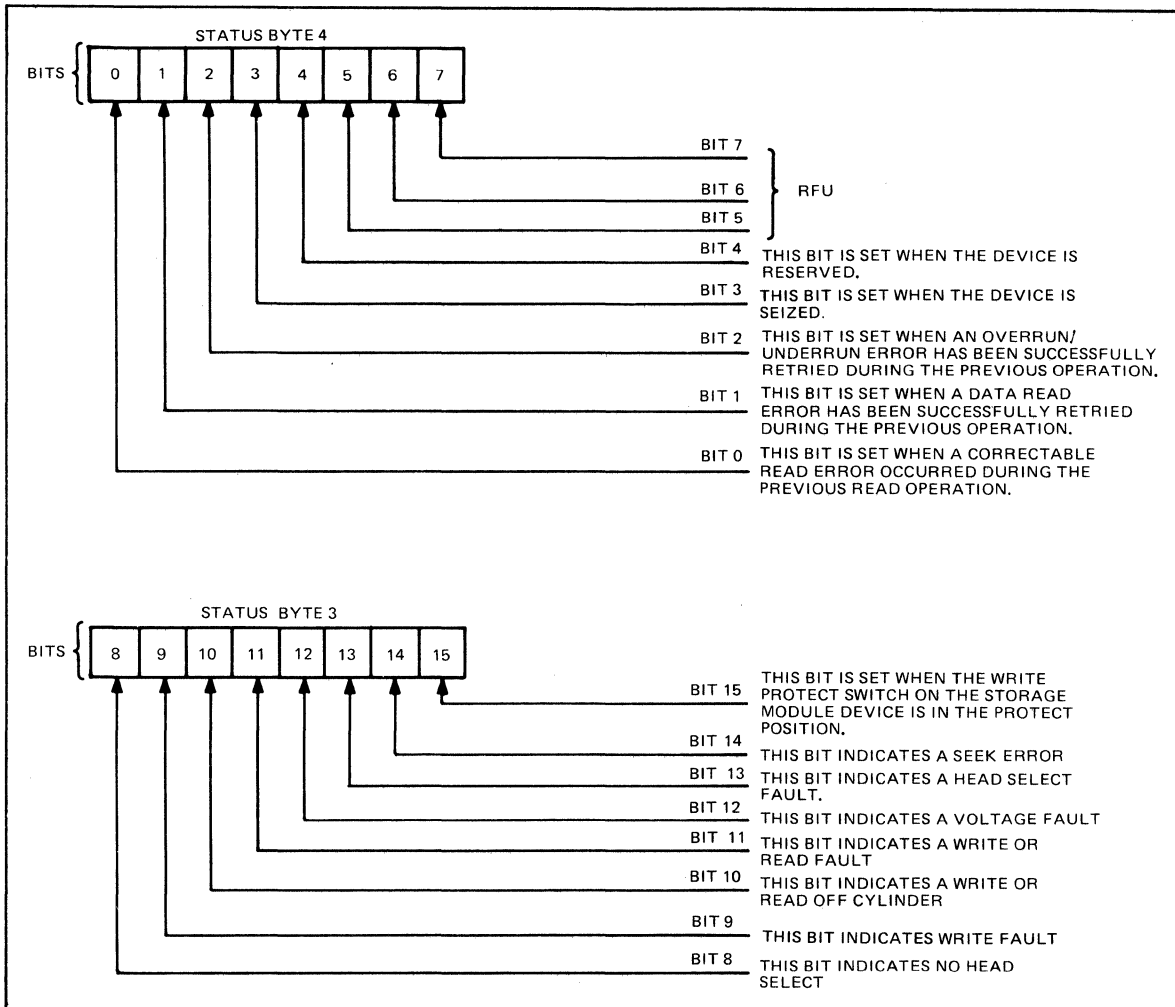 STATUS BYTE 4
BITS 0 1 2 3 4 5 6 7
BIT 7
BIT 6
RFU
BIT 5
BIT 4 THIS BIT IS SET WHEN THE DEVICE IS
RESERVED.
BIT 3 THIS BIT IS SET WHEN THE DEVICE IS
SEIZED.
BIT 2 THIS BIT IS SET WHEN AN OVERRUN/
UNDERRUN ERROR HAS BEEN SUCCESSFULLY
RETRIED DURING THE PREVIOUS OPERATION.
BIT 1 THIS BIT IS SET WHEN A DATA READ
ERROR HAS BEEN SUCCESSFULLY RETRIED
DURING THE PREVIOUS OPERATION.
BIT 0 THIS BIT IS SET WHEN A CORRECTABLE
READ ERROR OCCURRED DURING THE
PREVIOUS READ OPERATION.
STATUS BYTE 3
BITS 8 9 10 11 12 13 14 15
BIT 15 THIS BIT IS SET WHEN THE WRITE
PROTECT SWITCH ON THE STORAGE
MODULE DEVICE IS IN THE PROTECT
POSITION.
BIT 14 THIS BIT INDICATES A SEEK ERROR
BIT 13 THIS BIT INDICATES A HEAD SELECT
FAULT.
BIT 12 THIS BIT INDICATES A VOLTAGE FAULT
BIT 11 THIS BIT INDICATES A WRITE OR
READ FAULT
BIT 10 THIS BIT INDICATES A WRITE OR
READ OFF CYLINDER
BIT 9 THIS BIT INDICATES WRITE FAULT
BIT 8 THIS BIT INDICATES NO HEAD
SELECT